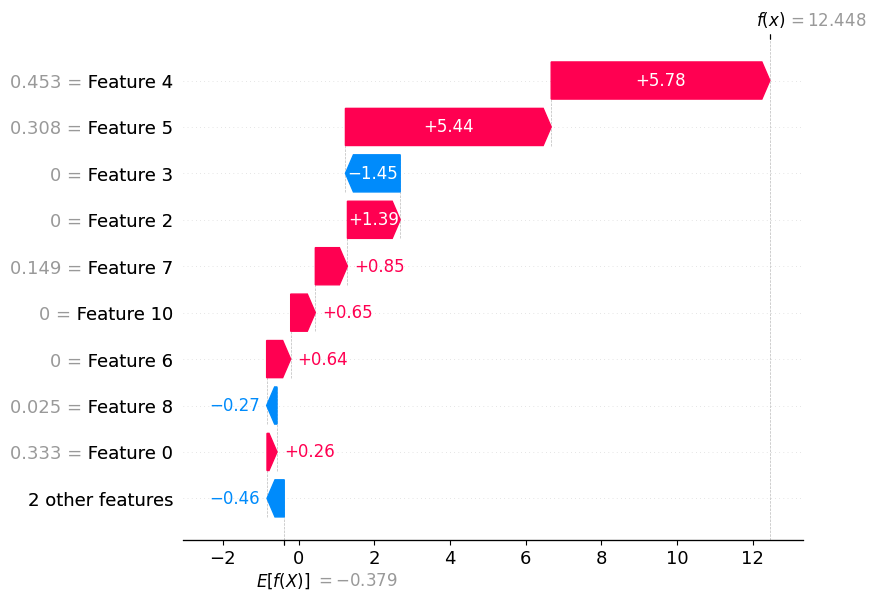 f(x) = 12.448
0.453 = Feature 4
+5.78
0.308 = Feature 5
+5.44
0 = Feature 3
−1.45
0 = Feature 2
+1.39
0.149 = Feature 7
+0.85
0 = Feature 10
+0.65
0 = Feature 6
+0.64
0.025 = Feature 8
−0.27
0.333 = Feature 0
+0.26
2 other features
−0.46
−2 0 2 4 6 8 10 12
E[f(X)] = −0.379